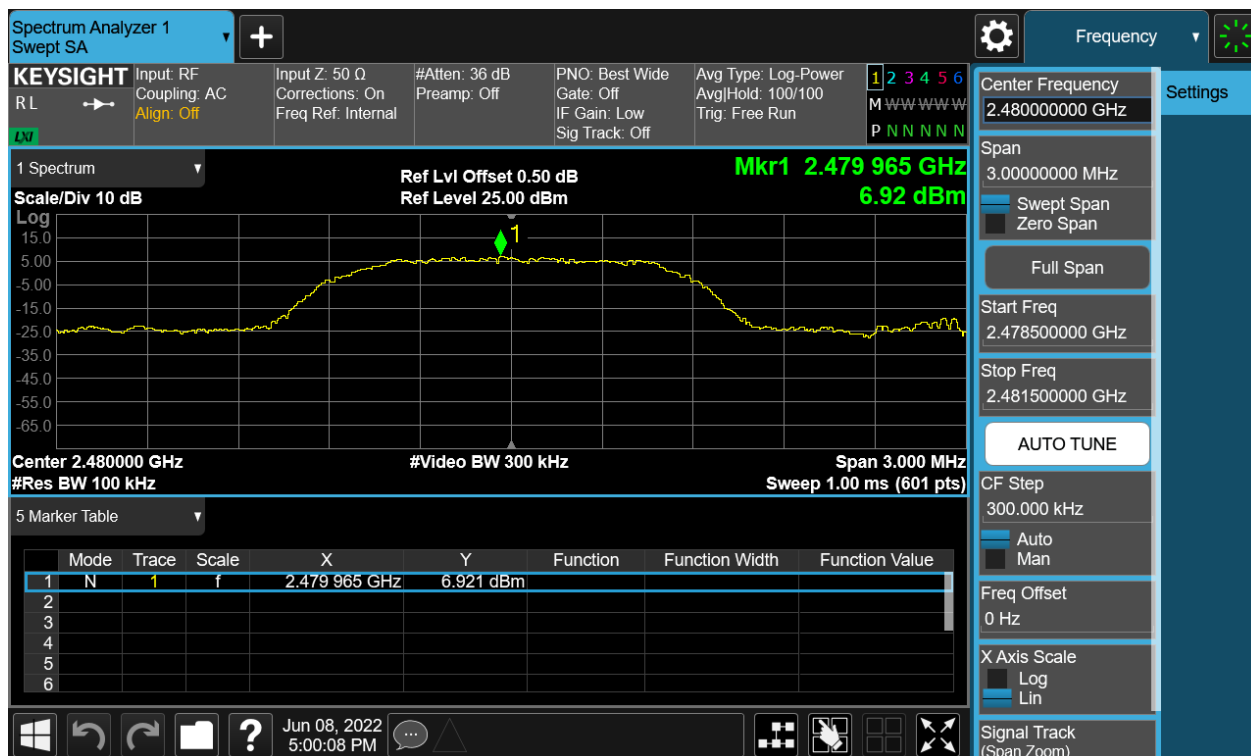 Spectrum Analyzer 1
Swept SA
Frequency
KEYSIGHT
R L
LXI
Input: RF
Coupling: AC
Align: Off
Input Z: 50 Ω
Corrections: On
Freq Ref: Internal
#Atten: 36 dB
Preamp: Off
PNO: Best Wide
Gate: Off
IF Gain: Low
Sig Track: Off
Avg Type: Log-Power
Avg|Hold: 100/100
Trig: Free Run
1 2 3 4 5 6
M W W W W W
P N N N N N
1 Spectrum
Scale/Div 10 dB
Ref Lvl Offset 0.50 dB
Ref Level 25.00 dBm
Mkr1 2.479 965 GHz
6.92 dBm
Log
15.0
5.00
-5.00
-15.0
-25.0
-35.0
-45.0
-55.0
-65.0
1
Center 2.480000 GHz
#Video BW 300 kHz
Span 3.000 MHz
#Res BW 100 kHz
Sweep 1.00 ms (601 pts)
5 Marker Table
Mode Trace Scale X Y Function Function Width Function Value
1 N 1 f 2.479 965 GHz 6.921 dBm
2
3
4
5
6
Center Frequency
2.480000000 GHz
Settings
Span
3.00000000 MHz
Swept Span
Zero Span
Full Span
Start Freq
2.478500000 GHz
Stop Freq
2.481500000 GHz
AUTO TUNE
CF Step
300.000 kHz
Auto
Man
Freq Offset
0 Hz
X Axis Scale
Log
Lin
Signal Track
(Span Zoom)
?
Jun 08, 2022
5:00:08 PM